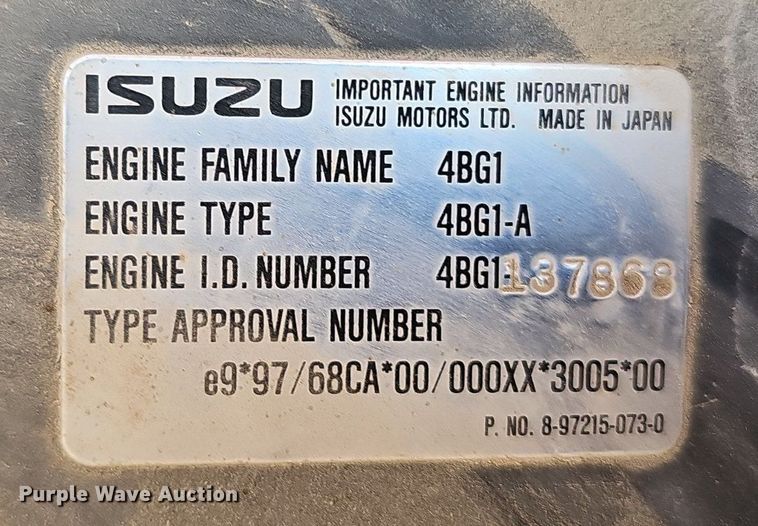 ISUZU IMPORTANT ENGINE INFORMATION
ISUZU MOTORS LTD. MADE IN JAPAN
ENGINE FAMILY NAME 4BG1
ENGINE TYPE 4BG1-A
ENGINE I.D. NUMBER 4BG1-137868
TYPE APPROVAL NUMBER
e9*97/68CA*00/000XX*3005*00
P. NO. 8-97215-073-0
Purple Wave Auction